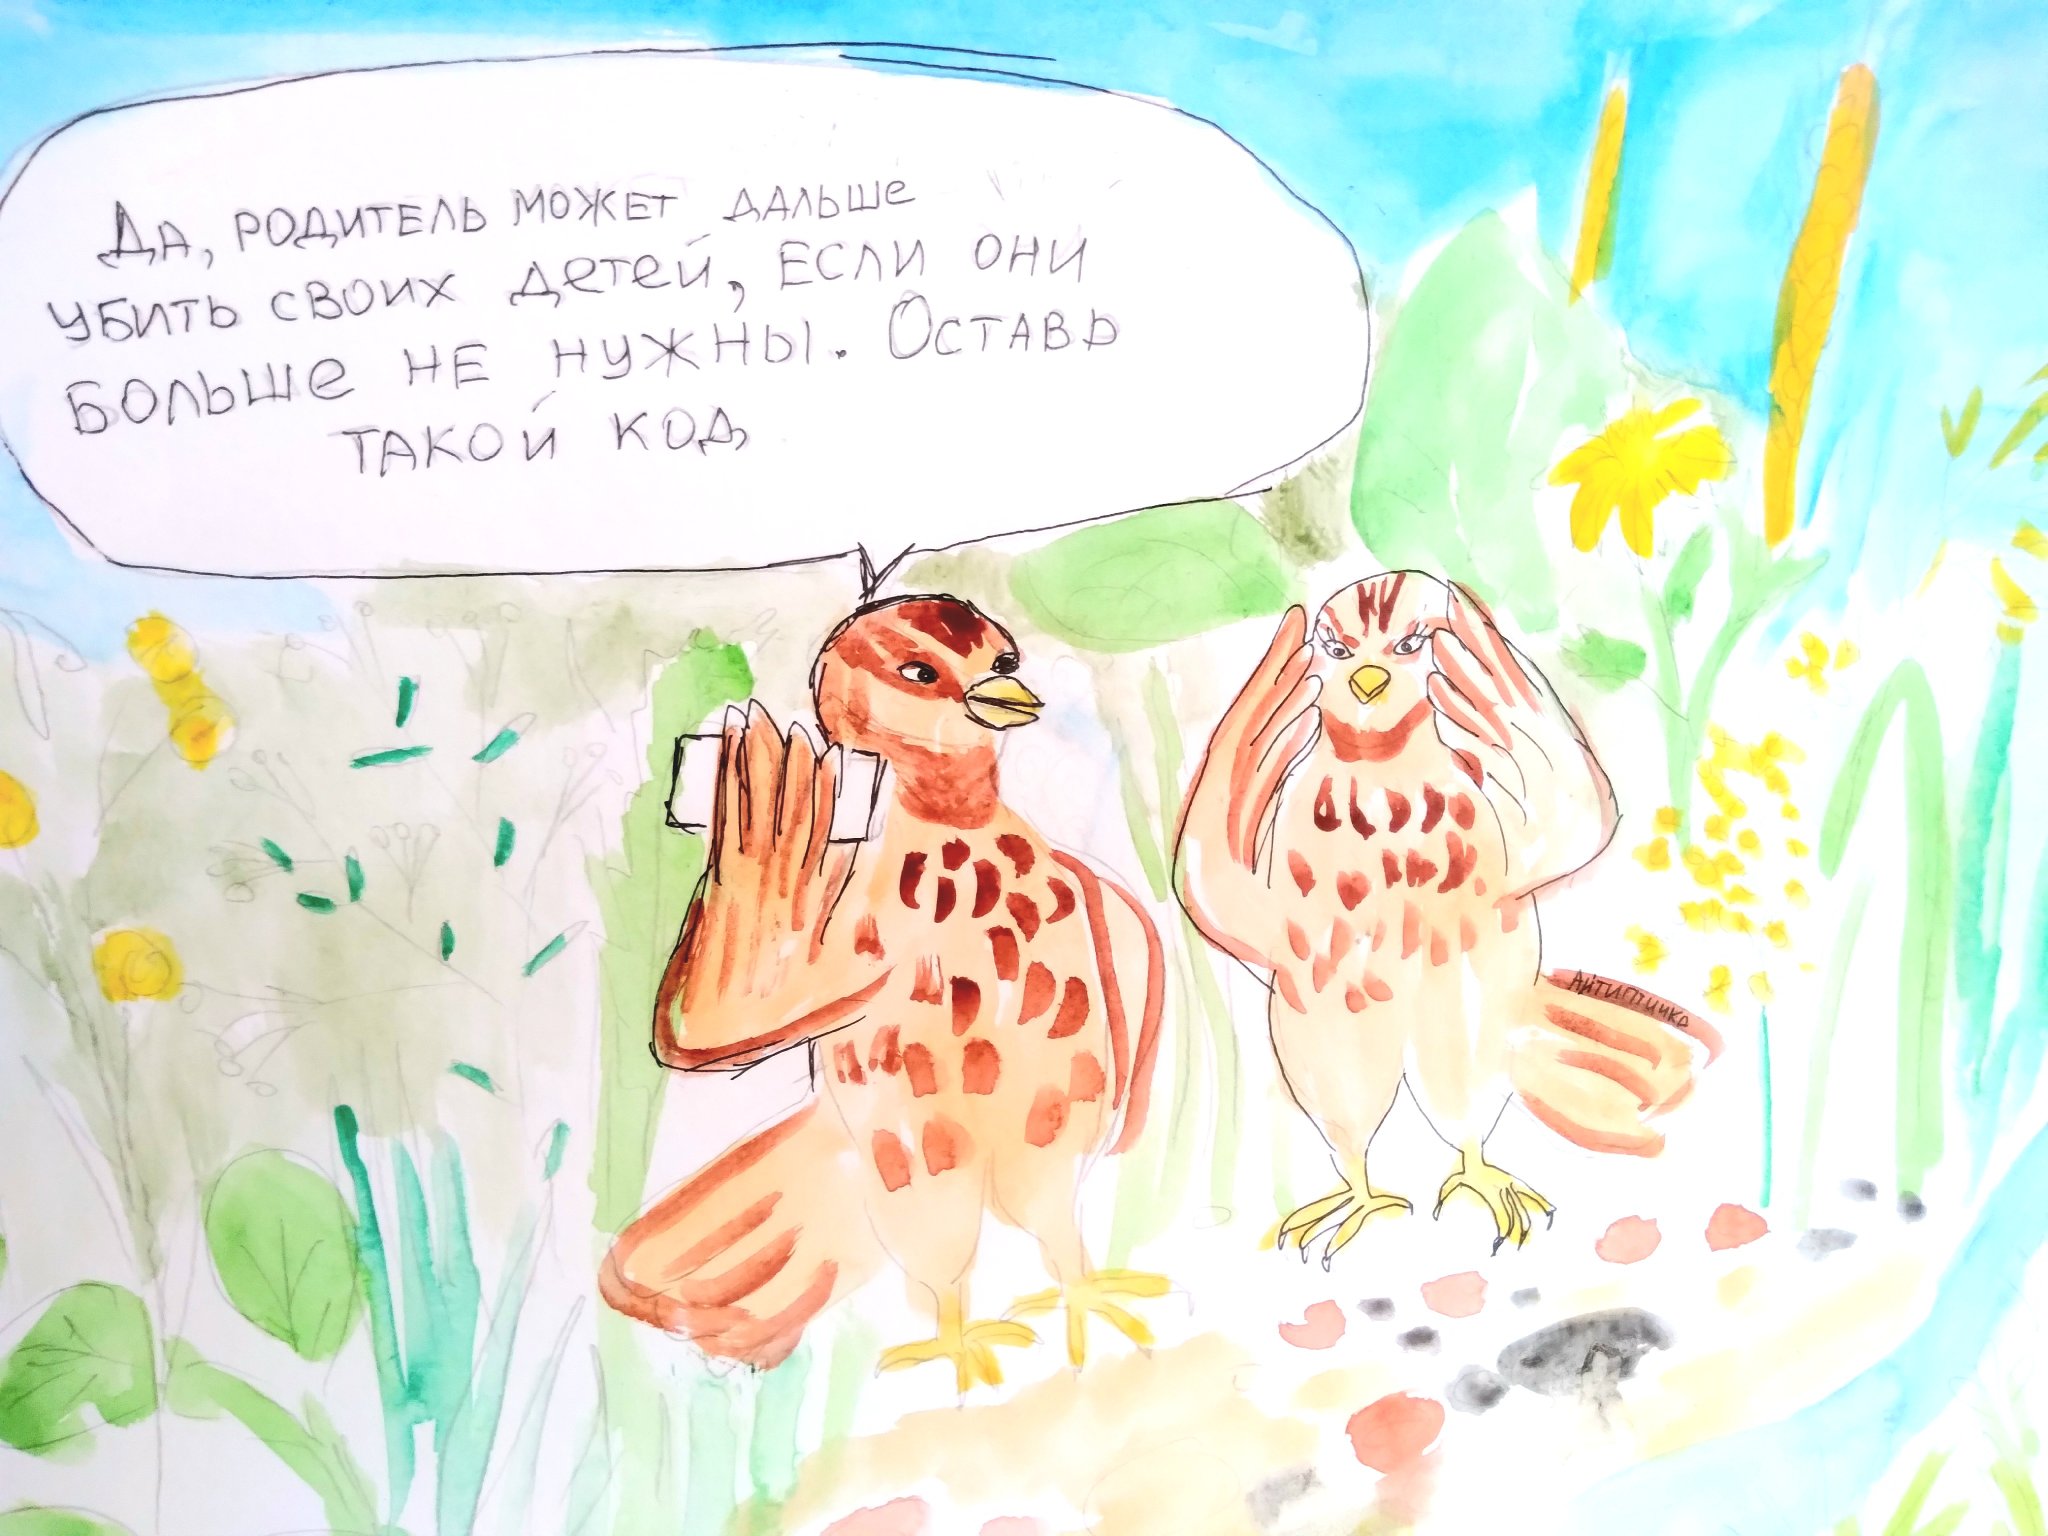 Да, родитель может дальше
убить своих детей, если они
больше не нужны. Оставь
такой код
Айтиптичка